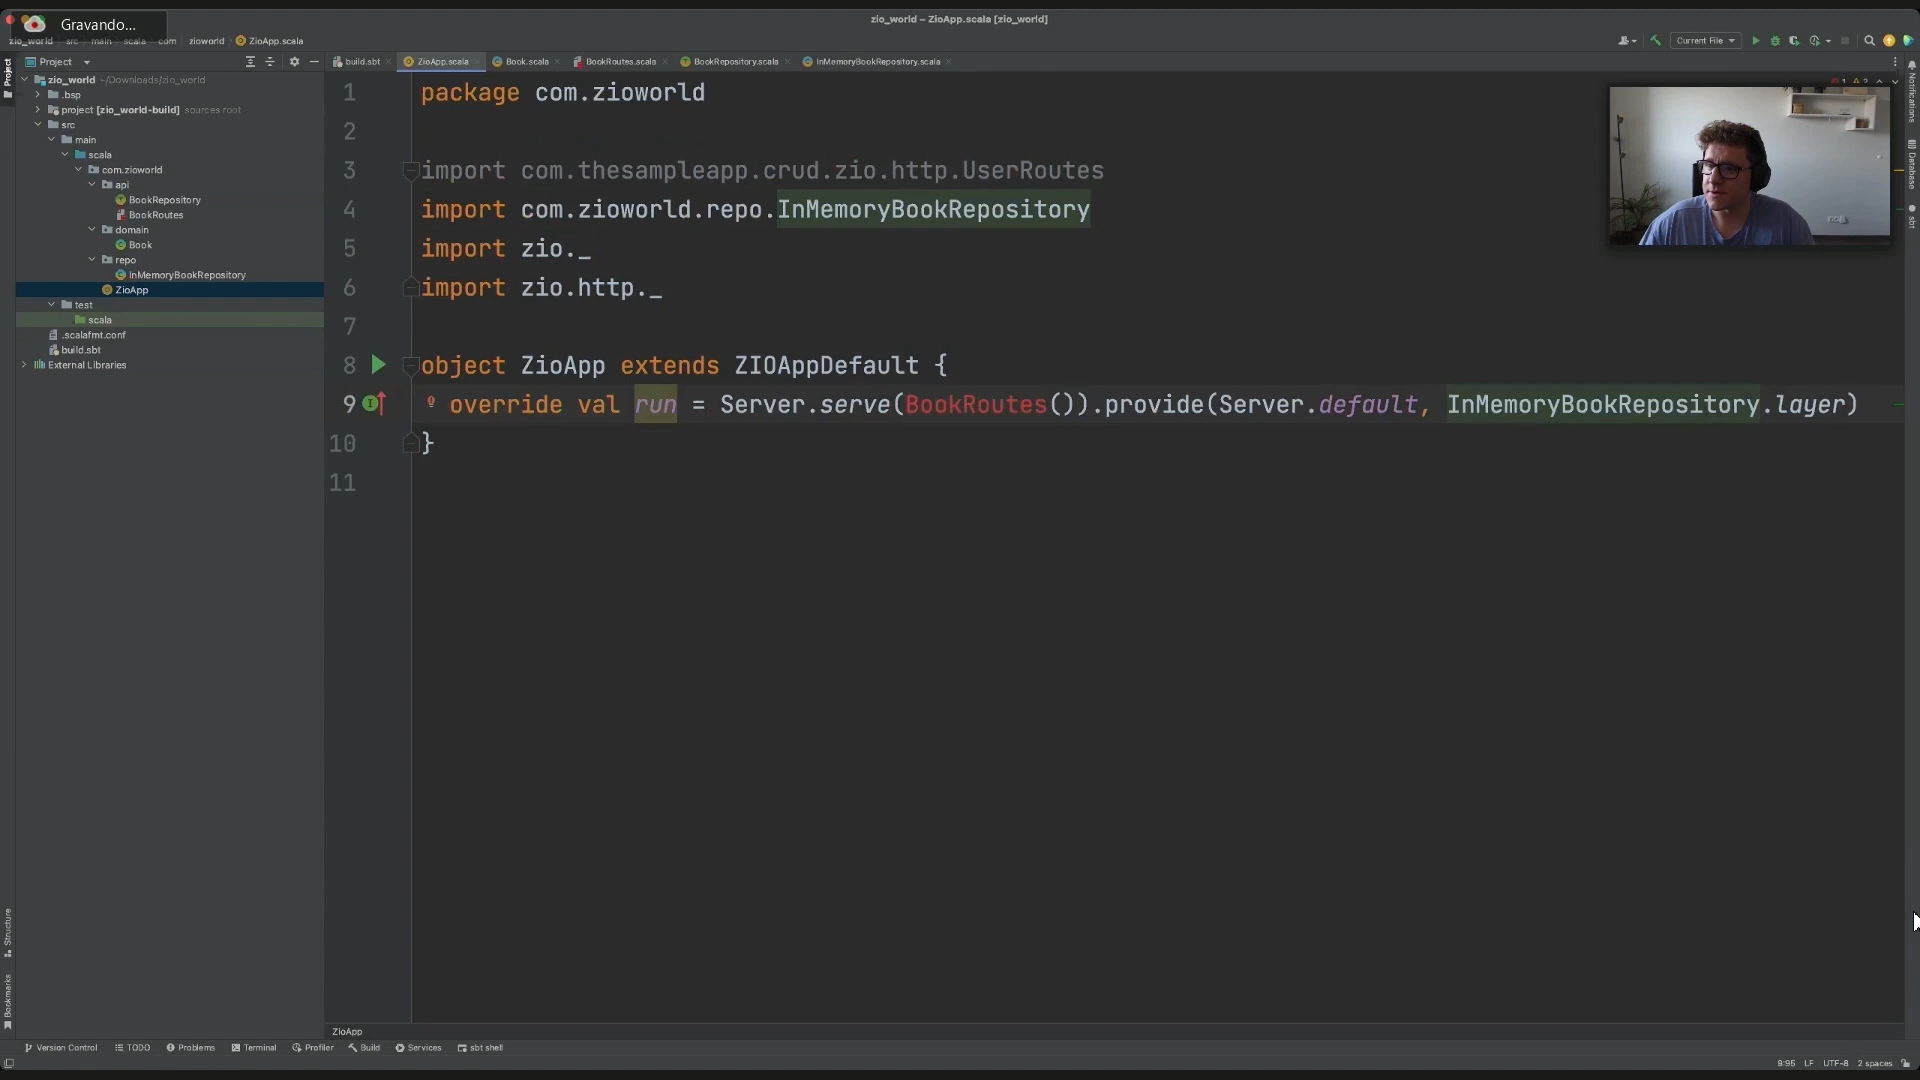 Gravando...
zio_world – ZioApp.scala [zio_world]
zio_world src main scala com zioworld ZioApp.scala
Current File
Project
build.sbt ZioApp.scala Book.scala BookRoutes.scala BookRepository.scala InMemoryBookRepository.scala
zio_world ~/Downloads/zio_world
.bsp
project [zio_world-build] sources root
src
main
scala
com.zioworld
api
BookRepository
BookRoutes
domain
Book
repo
InMemoryBookRepository
ZioApp
test
scala
.scalafmt.conf
build.sbt
External Libraries
1 package com.zioworld
2
3 import com.thesampleapp.crud.zio.http.UserRoutes
4 import com.zioworld.repo.InMemoryBookRepository
5 import zio._
6 import zio.http._
7
8 object ZioApp extends ZIOAppDefault {
9 override val run = Server.serve(BookRoutes()).provide(Server.default, InMemoryBookRepository.layer)
10 }
11
Project
Structure
Bookmarks
Notifications
Database
sbt
ZioApp
Version Control TODO Problems Terminal Profiler Build Services sbt shell
9:95 LF UTF-8 2 spaces